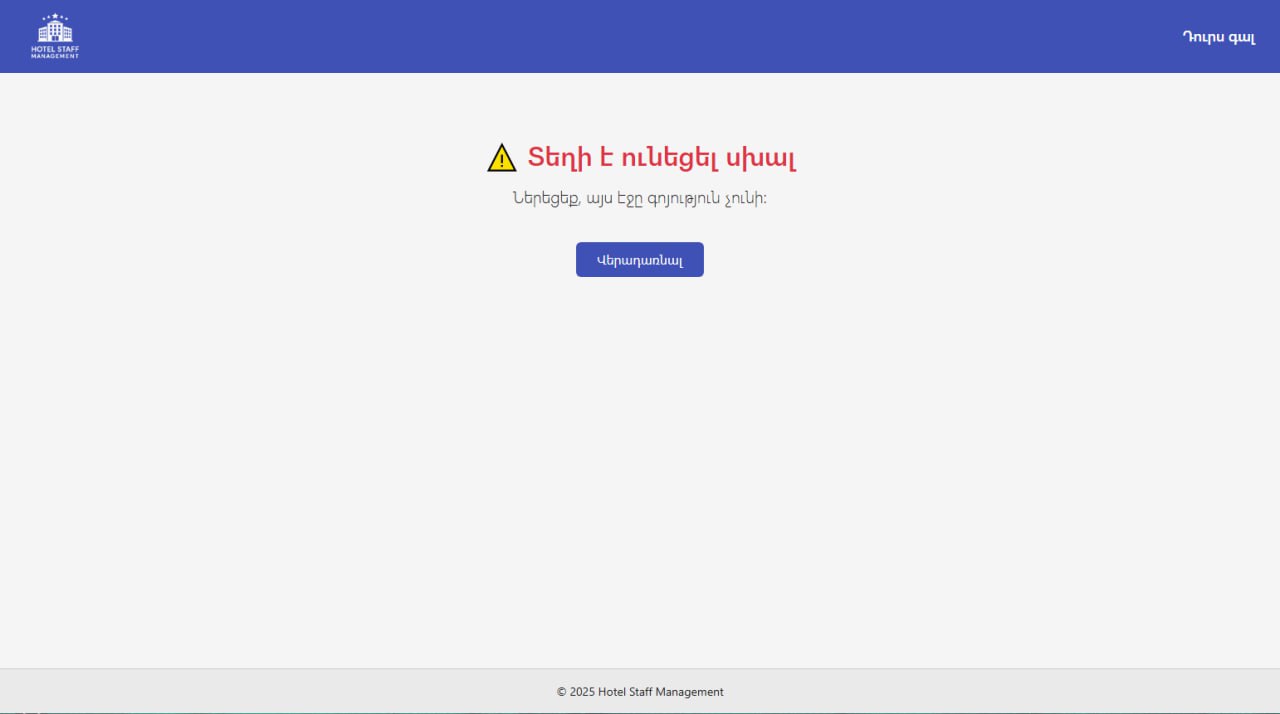 HOTEL STAFF
MANAGEMENT
Դուրս գալ
Տեղի է ունեցել սխալ
Ներեցեք, այս էջը գոյություն չունի:
Վերադառնալ
© 2025 Hotel Staff Management